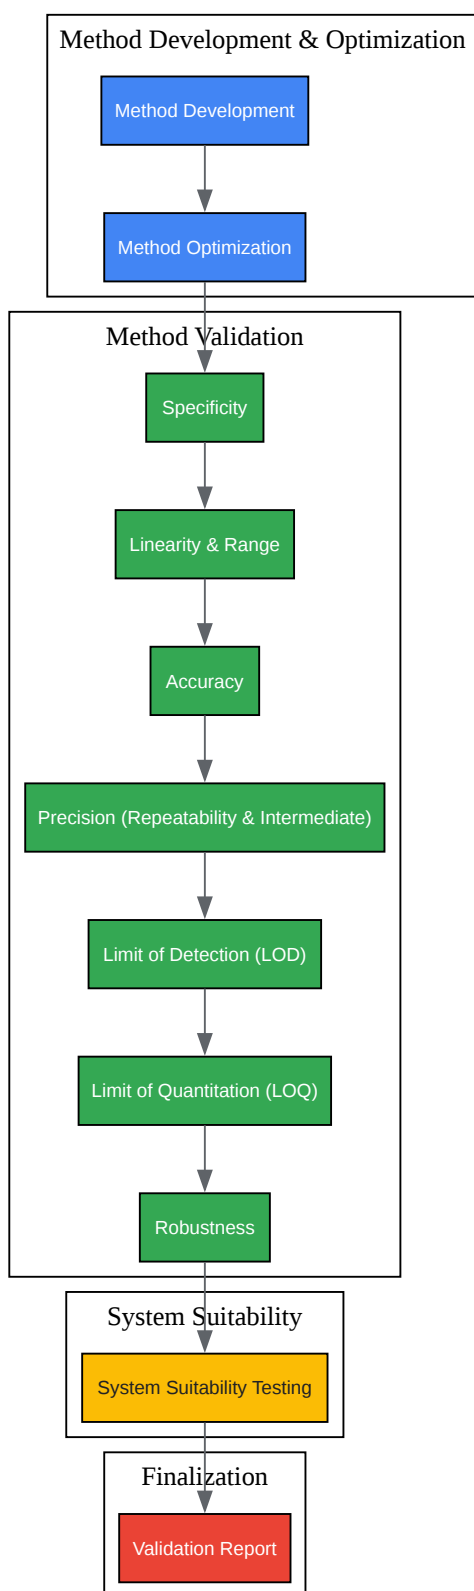 Method Development & Optimization
Method Development
Method Optimization
Method Validation
Specificity
Linearity & Range
Accuracy
Precision (Repeatability & Intermediate)
Limit of Detection (LOD)
Limit of Quantitation (LOQ)
Robustness
System Suitability
System Suitability Testing
Finalization
Validation Report